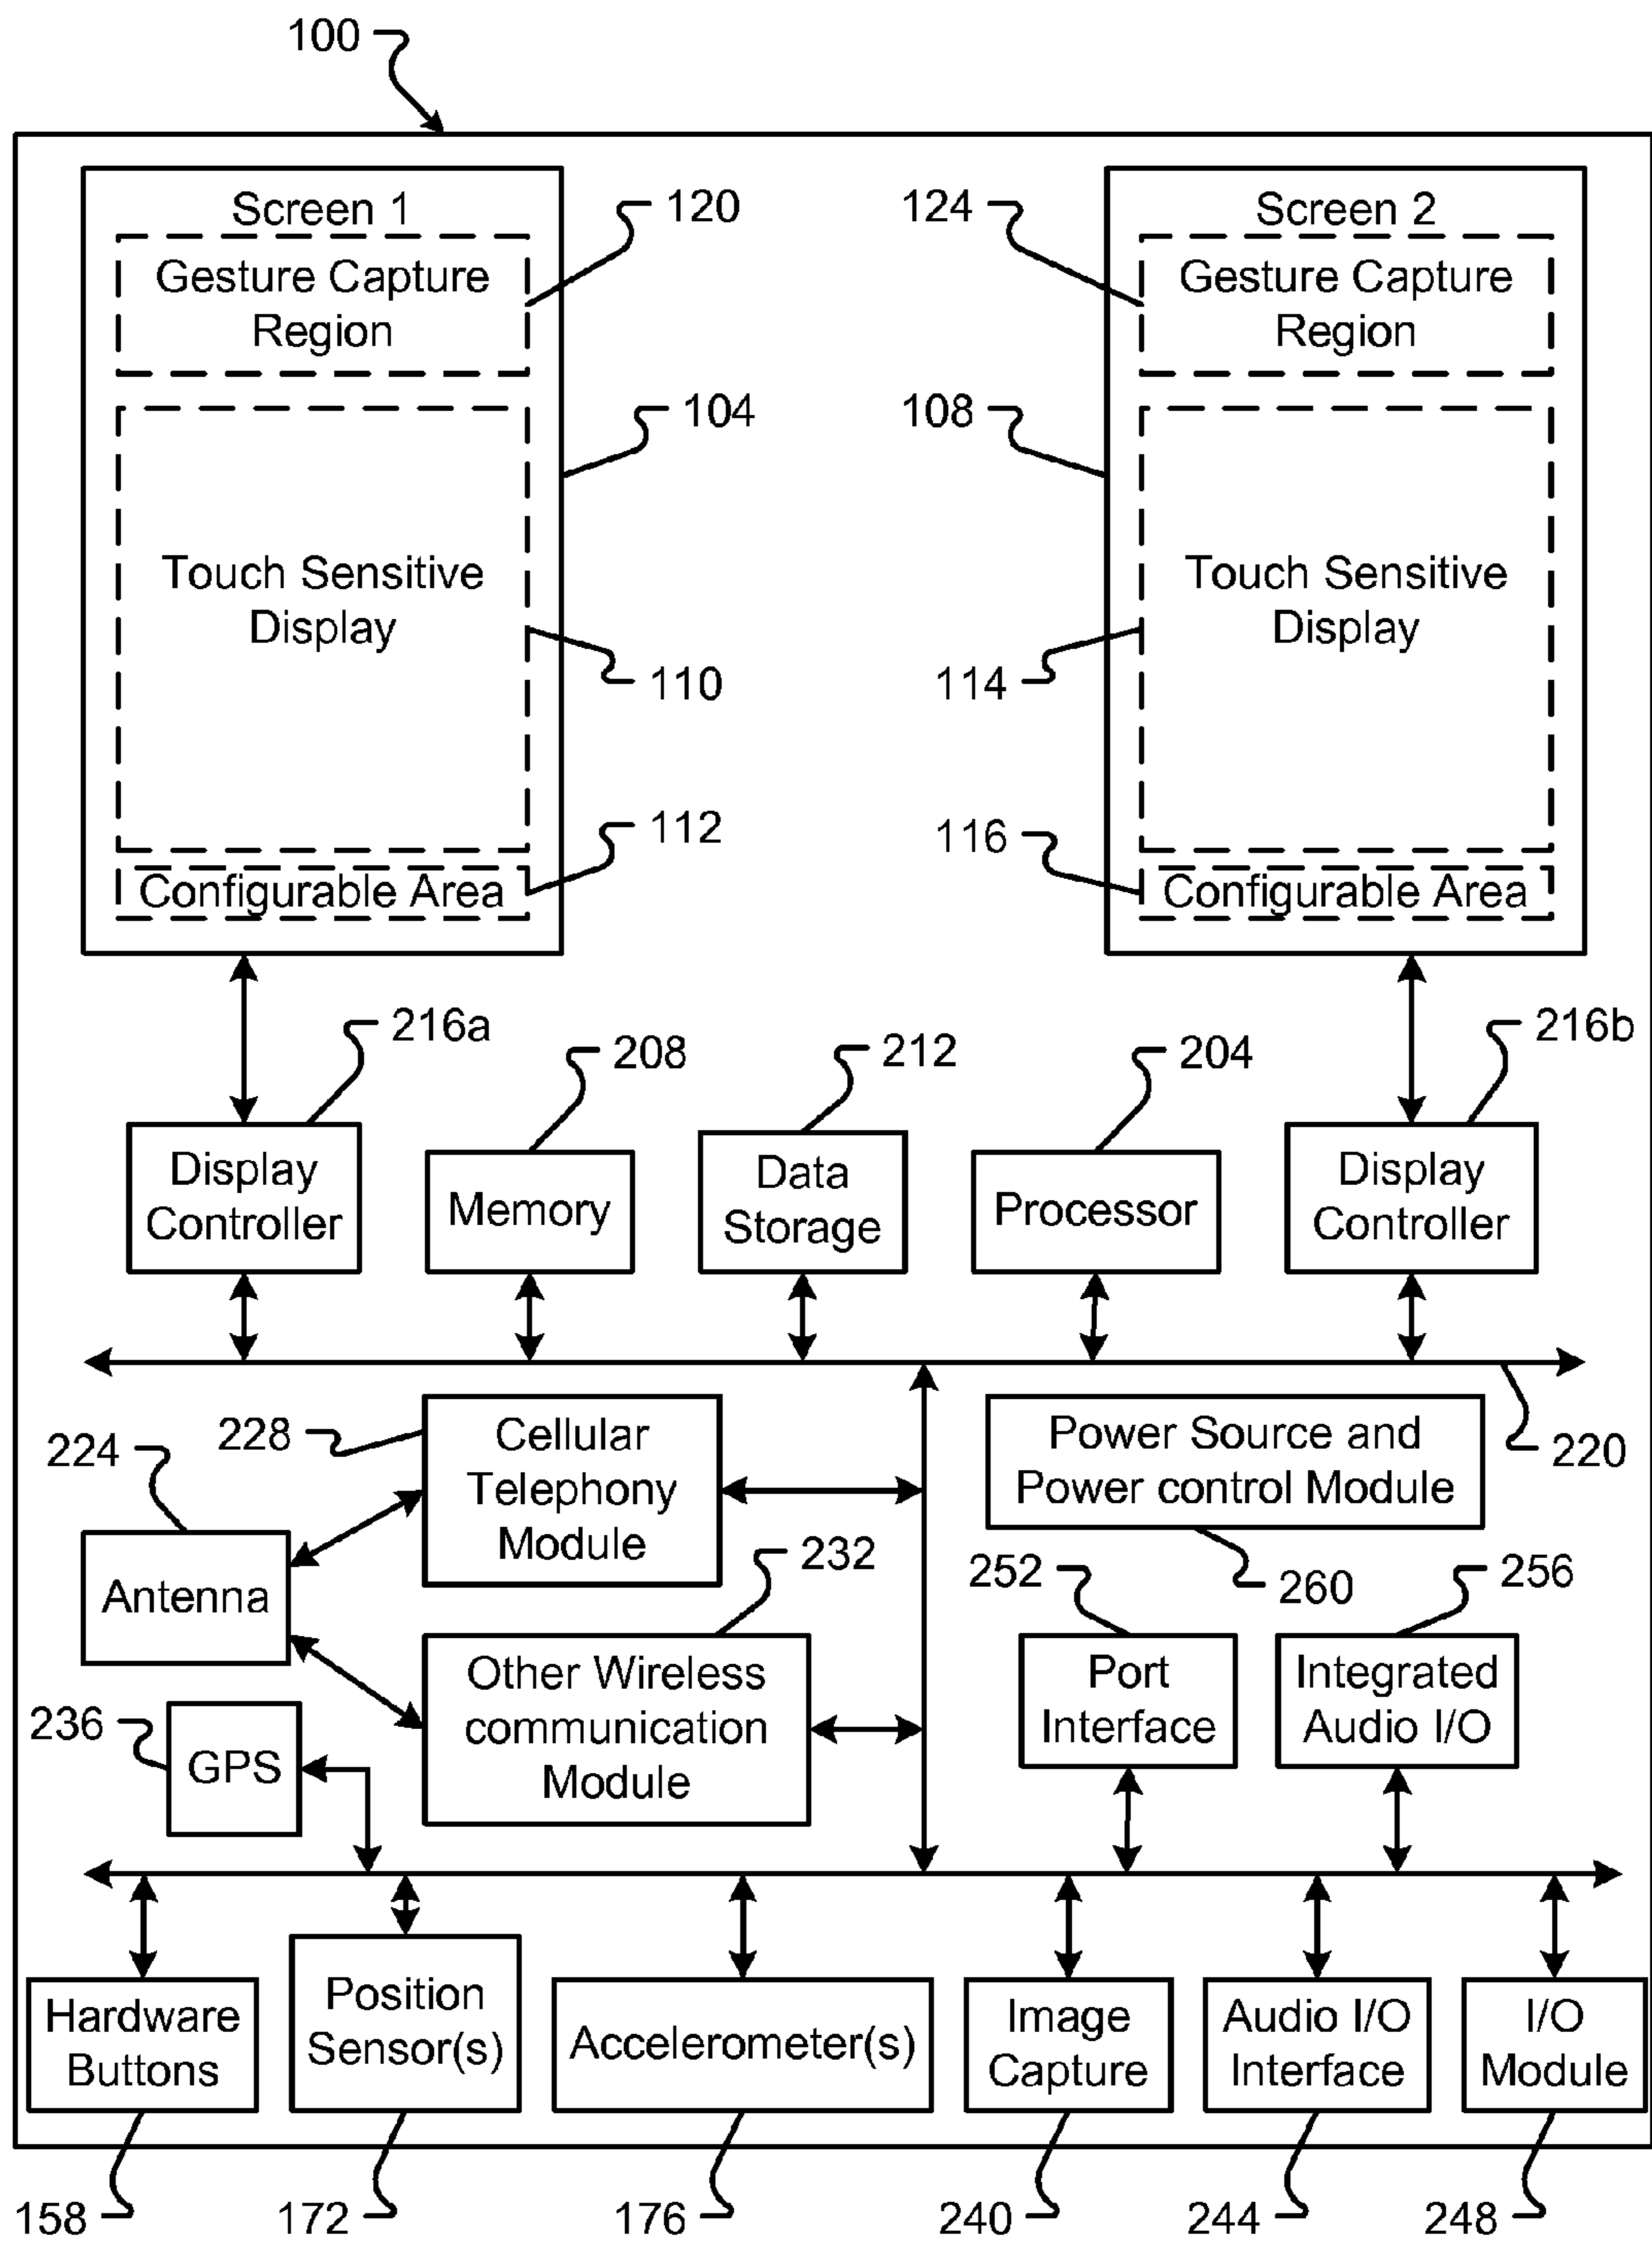 100
Screen 1
120
124
Screen 2
Gesture Capture
Region
Gesture Capture
Region
104
108
Touch Sensitive
Display
Touch Sensitive
Display
110
114
112
116
Configurable Area
Configurable Area
216a
208
212
204
216b
Display
Controller
Memory
Data
Storage
Processor
Display
Controller
228
224
Cellular
Telephony
Module
Power Source and
Power control Module
220
Antenna
232
252
260
256
236
GPS
Other Wireless
communication
Module
Port
Interface
Integrated
Audio I/O
Hardware
Buttons
Position
Sensor(s)
Accelerometer(s)
Image
Capture
Audio I/O
Interface
I/O
Module
158
172
176
240
244
248